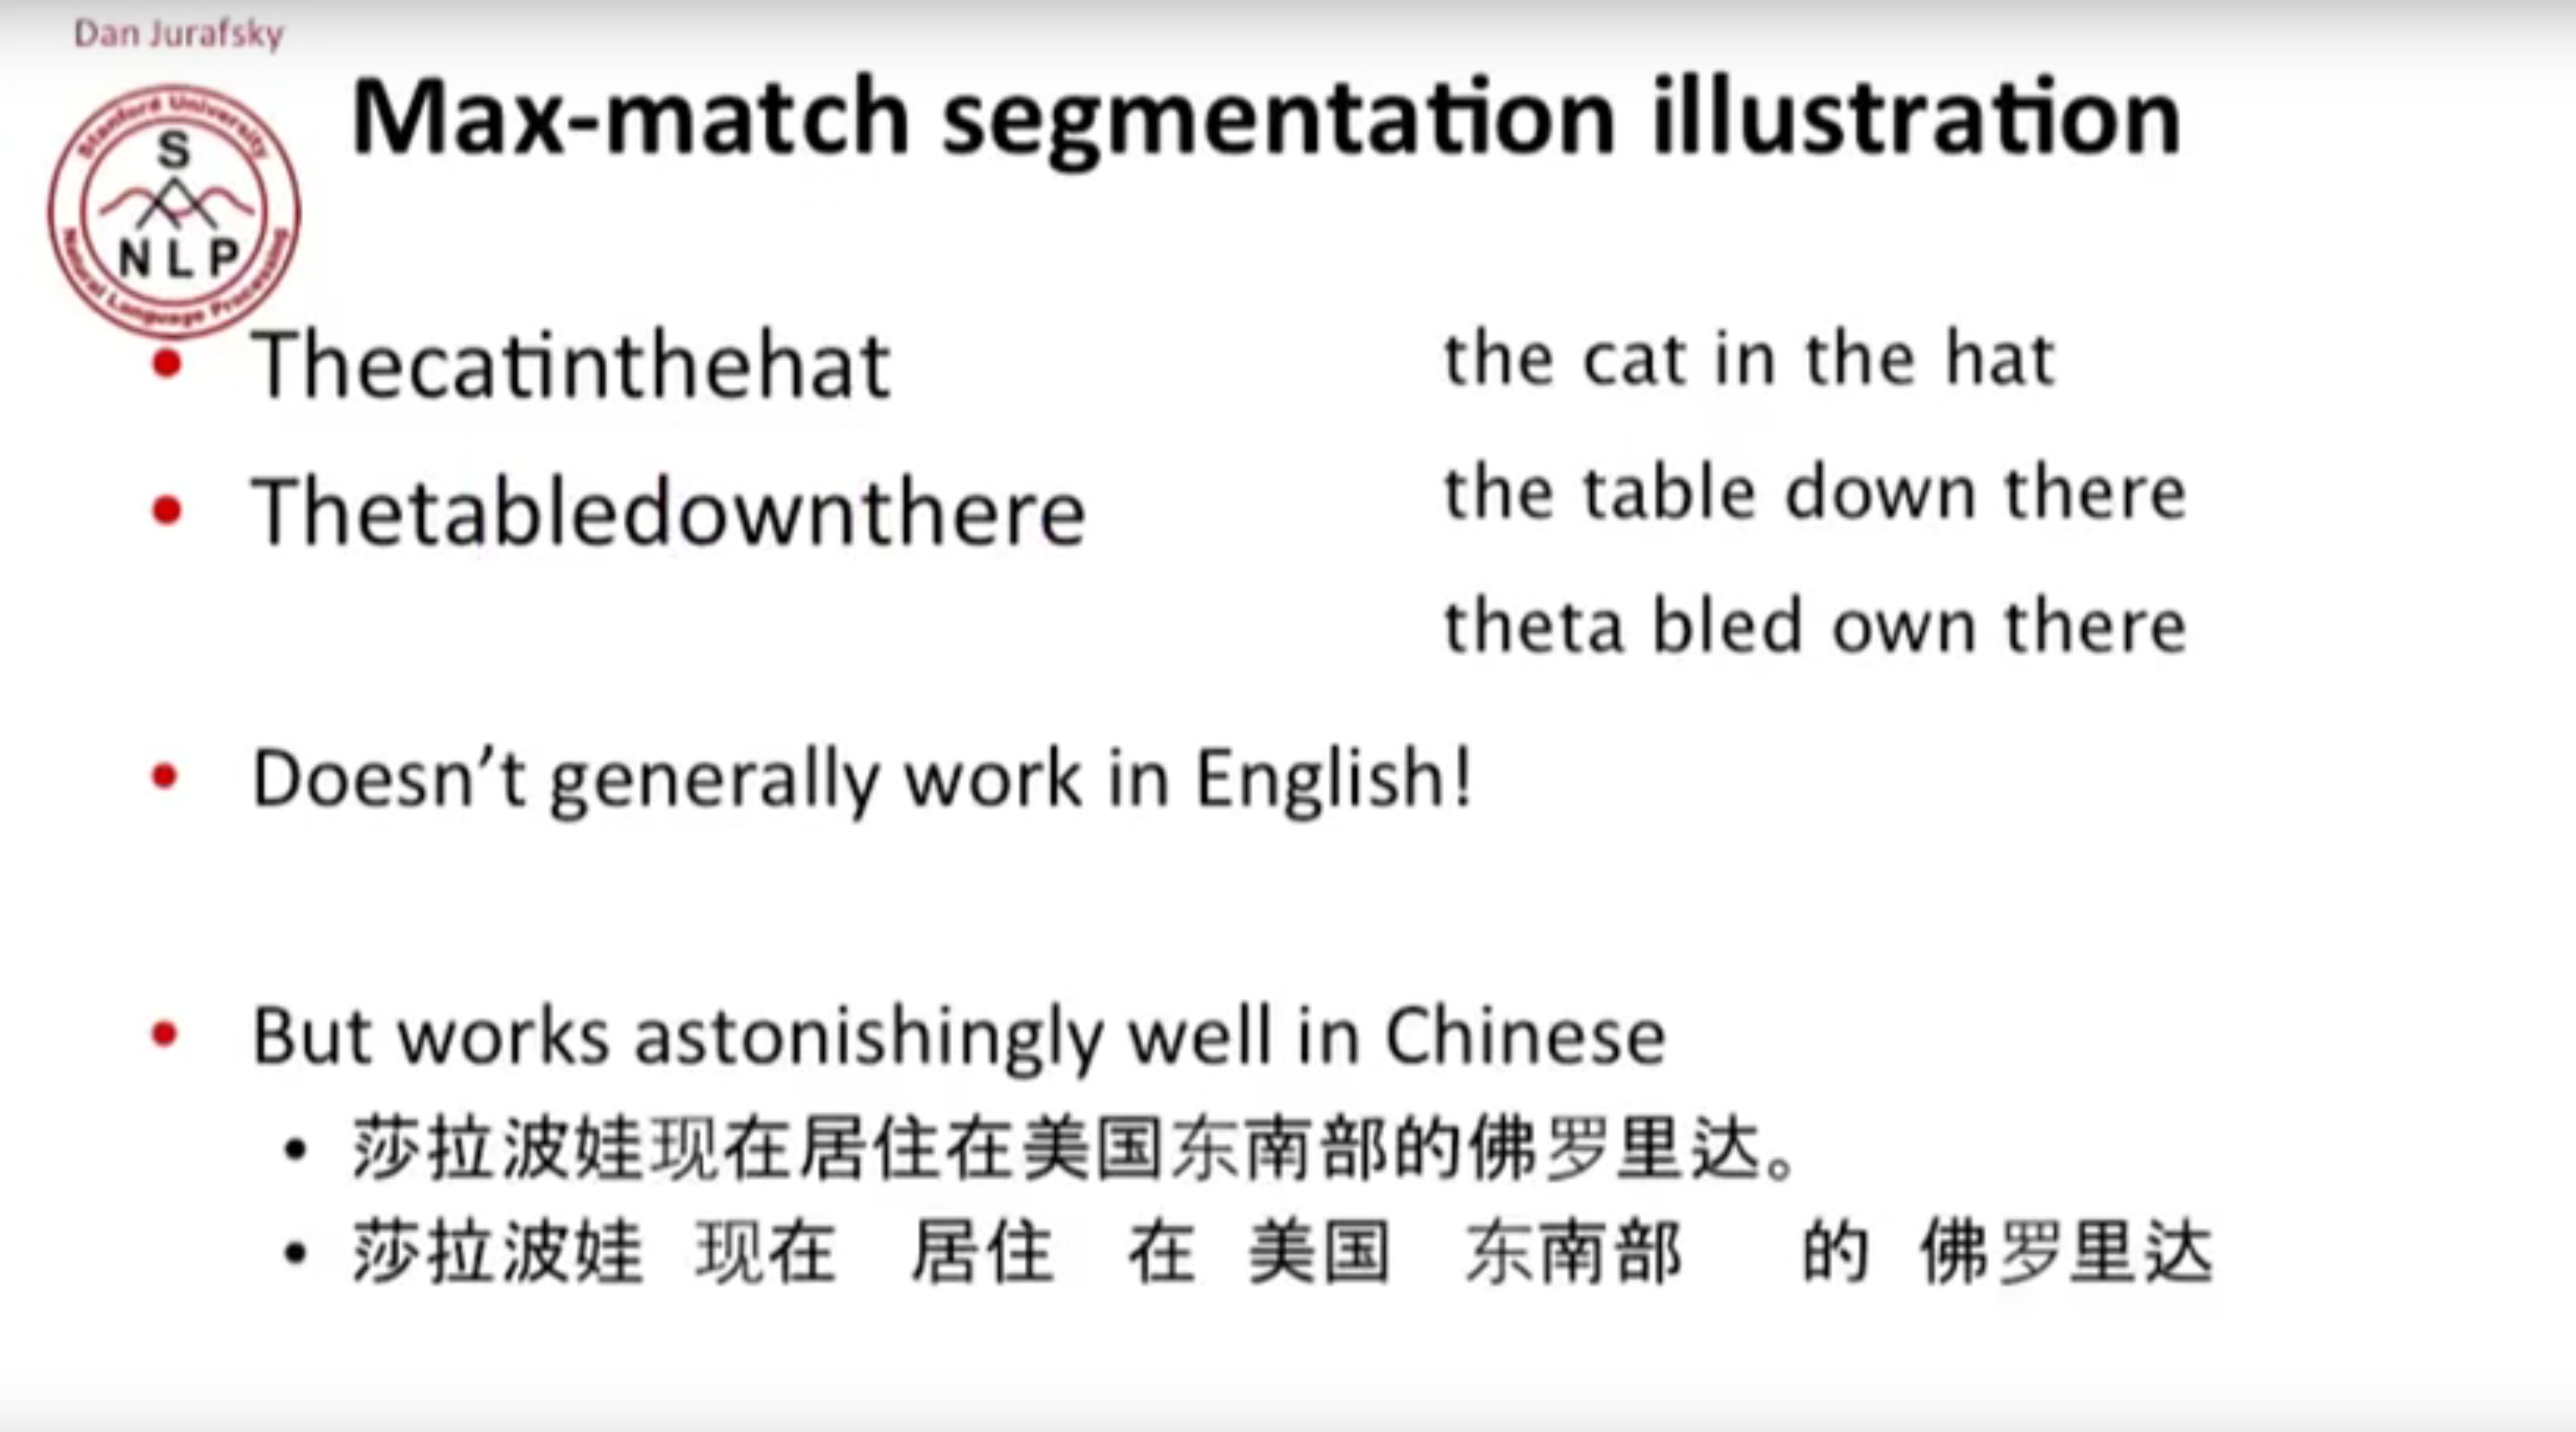 Dan Jurafsky
Max-match segmentation illustration
Stanford University
S
NLP
Natural Language Processing
• Thecatinthehat the cat in the hat
• Thetabledownthere the table down there
theta bled own there
• Doesn't generally work in English!
• But works astonishingly well in Chinese
• 莎拉波娃现在居住在美国东南部的佛罗里达。
• 莎拉波娃 现在 居住 在 美国 东南部 的 佛罗里达